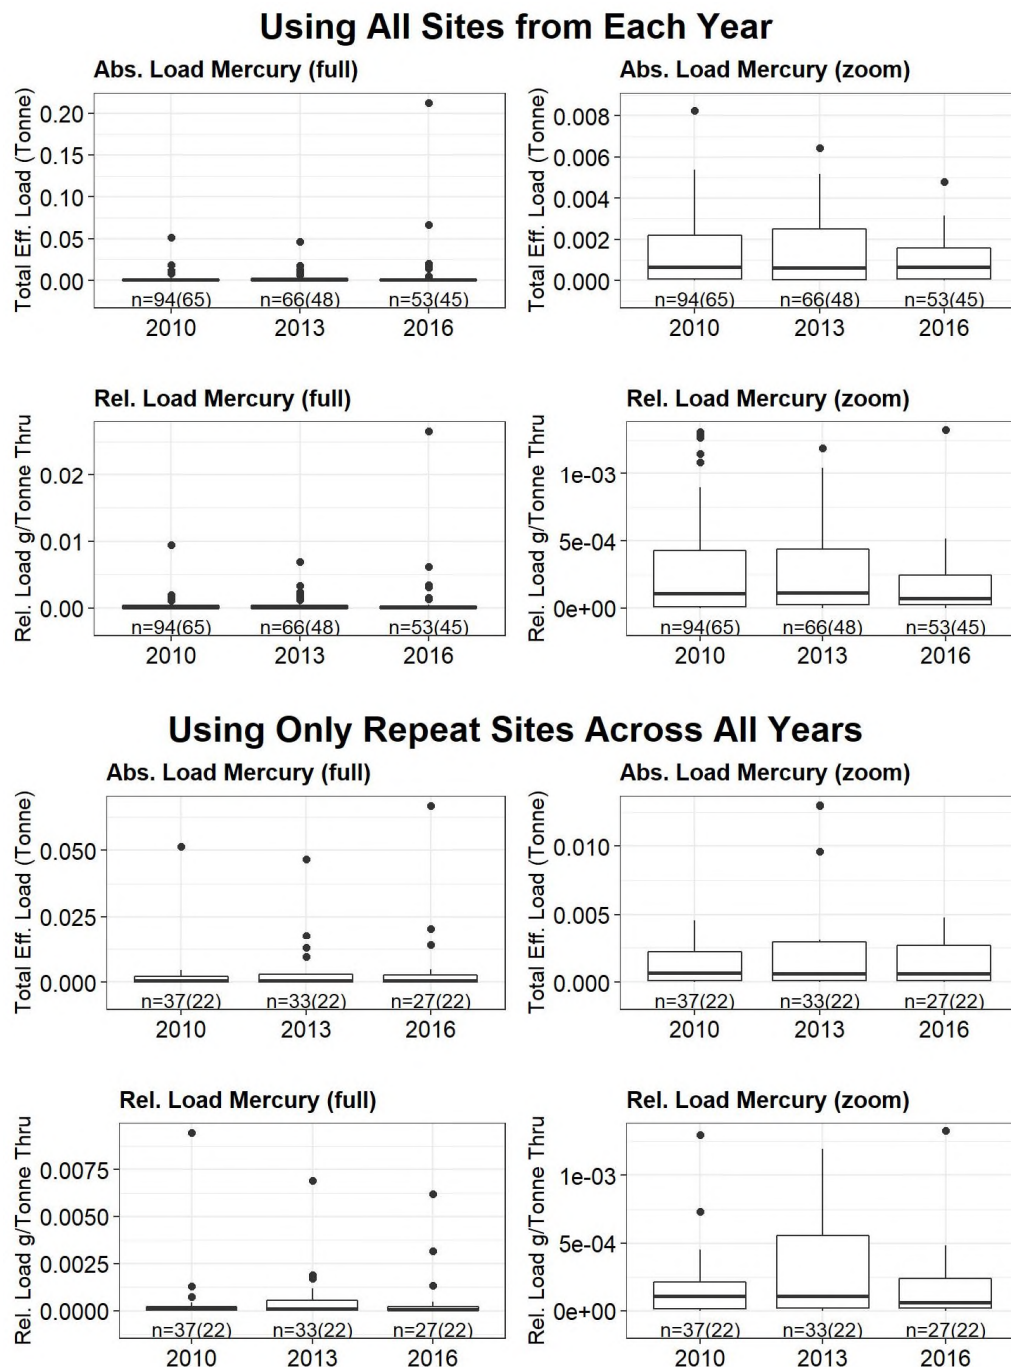 Using All Sites from Each Year
Abs. Load Mercury (full)
Total Eff. Load (Tonne)
0.20
0.15
0.10
0.05
0.00
n=94(65) n=66(48) n=53(45)
2010 2013 2016
Abs. Load Mercury (zoom)
Total Eff. Load (Tonne)
0.008
0.006
0.004
0.002
0.000
n=94(65) n=66(48) n=53(45)
2010 2013 2016
Rel. Load Mercury (full)
Rel. Load g/Tonne Thru
0.02
0.01
0.00
n=94(65) n=66(48) n=53(45)
2010 2013 2016
Rel. Load Mercury (zoom)
Rel. Load g/Tonne Thru
1e-03
5e-04
0e+00
n=94(65) n=66(48) n=53(45)
2010 2013 2016
Using Only Repeat Sites Across All Years
Abs. Load Mercury (full)
Total Eff. Load (Tonne)
0.050
0.025
0.000
n=37(22) n=33(22) n=27(22)
2010 2013 2016
Abs. Load Mercury (zoom)
Total Eff. Load (Tonne)
0.010
0.005
0.000
n=37(22) n=33(22) n=27(22)
2010 2013 2016
Rel. Load Mercury (full)
Rel. Load g/Tonne Thru
0.0075
0.0050
0.0025
0.0000
n=37(22) n=33(22) n=27(22)
2010 2013 2016
Rel. Load Mercury (zoom)
Rel. Load g/Tonne Thru
1e-03
5e-04
0e+00
n=37(22) n=33(22) n=27(22)
2010 2013 2016